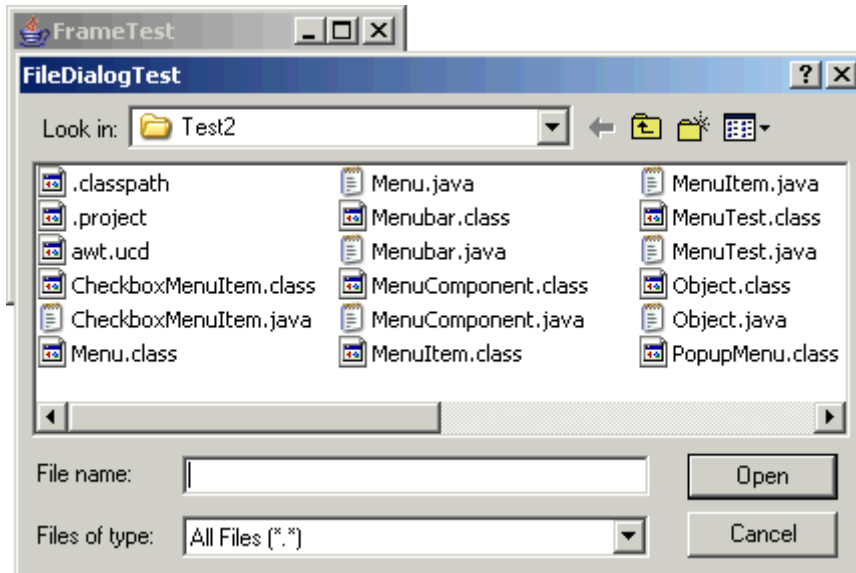 FrameTest
FileDialogTest
Look in: Test2
.classpath
.project
awt.ucd
CheckboxMenuItem.class
CheckboxMenuItem.java
Menu.class
Menu.java
Menubar.class
Menubar.java
MenuComponent.class
MenuComponent.java
MenuItem.class
MenuItem.java
MenuTest.class
MenuTest.java
Object.class
Object.java
PopupMenu.class
File name:
Open
Files of type: All Files (*.*)
Cancel